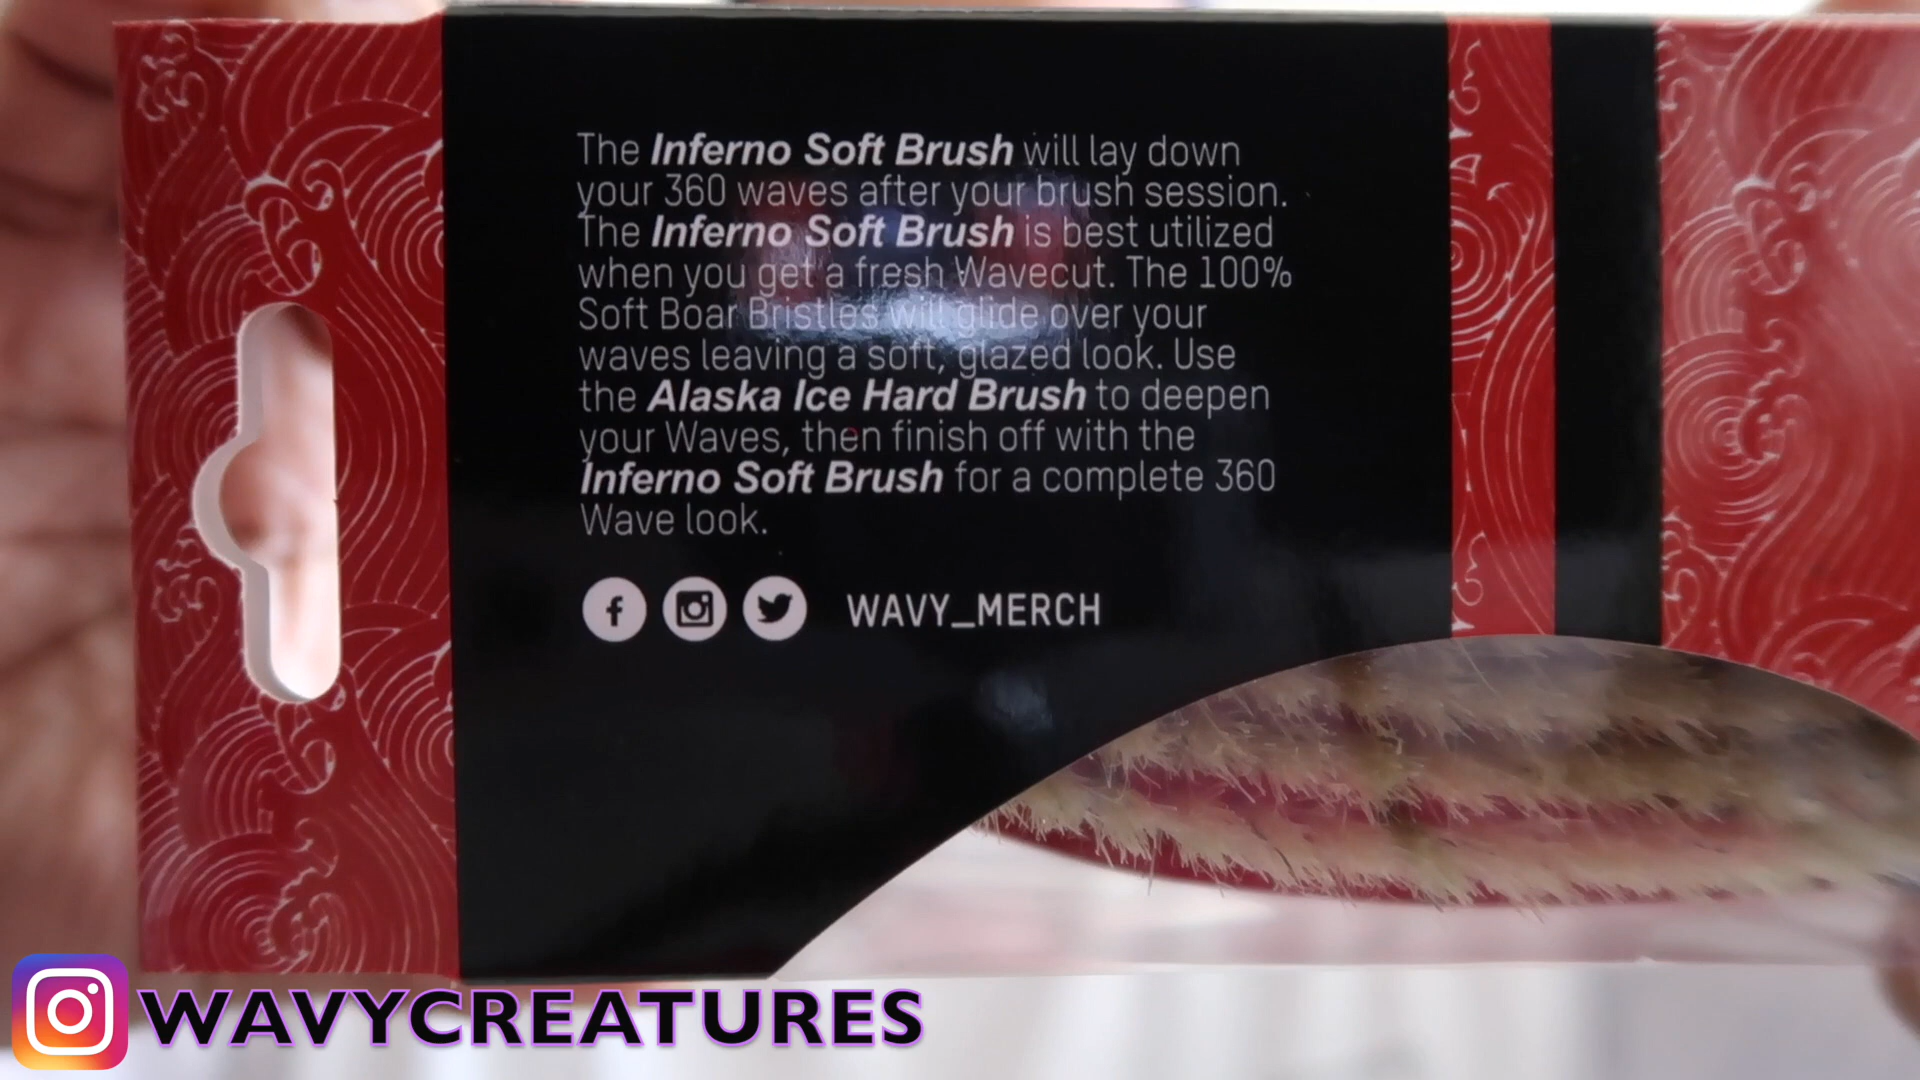 The Inferno Soft Brush will lay down
your 360 waves after your brush session.
The Inferno Soft Brush is best utilized
when you get a fresh Wavecut. The 100%
Soft Boar Bristles will glide over your
waves leaving a soft, glazed look. Use
the Alaska Ice Hard Brush to deepen
your Waves, then finish off with the
Inferno Soft Brush for a complete 360
Wave look.
WAVY_MERCH
WAVYCREATURES